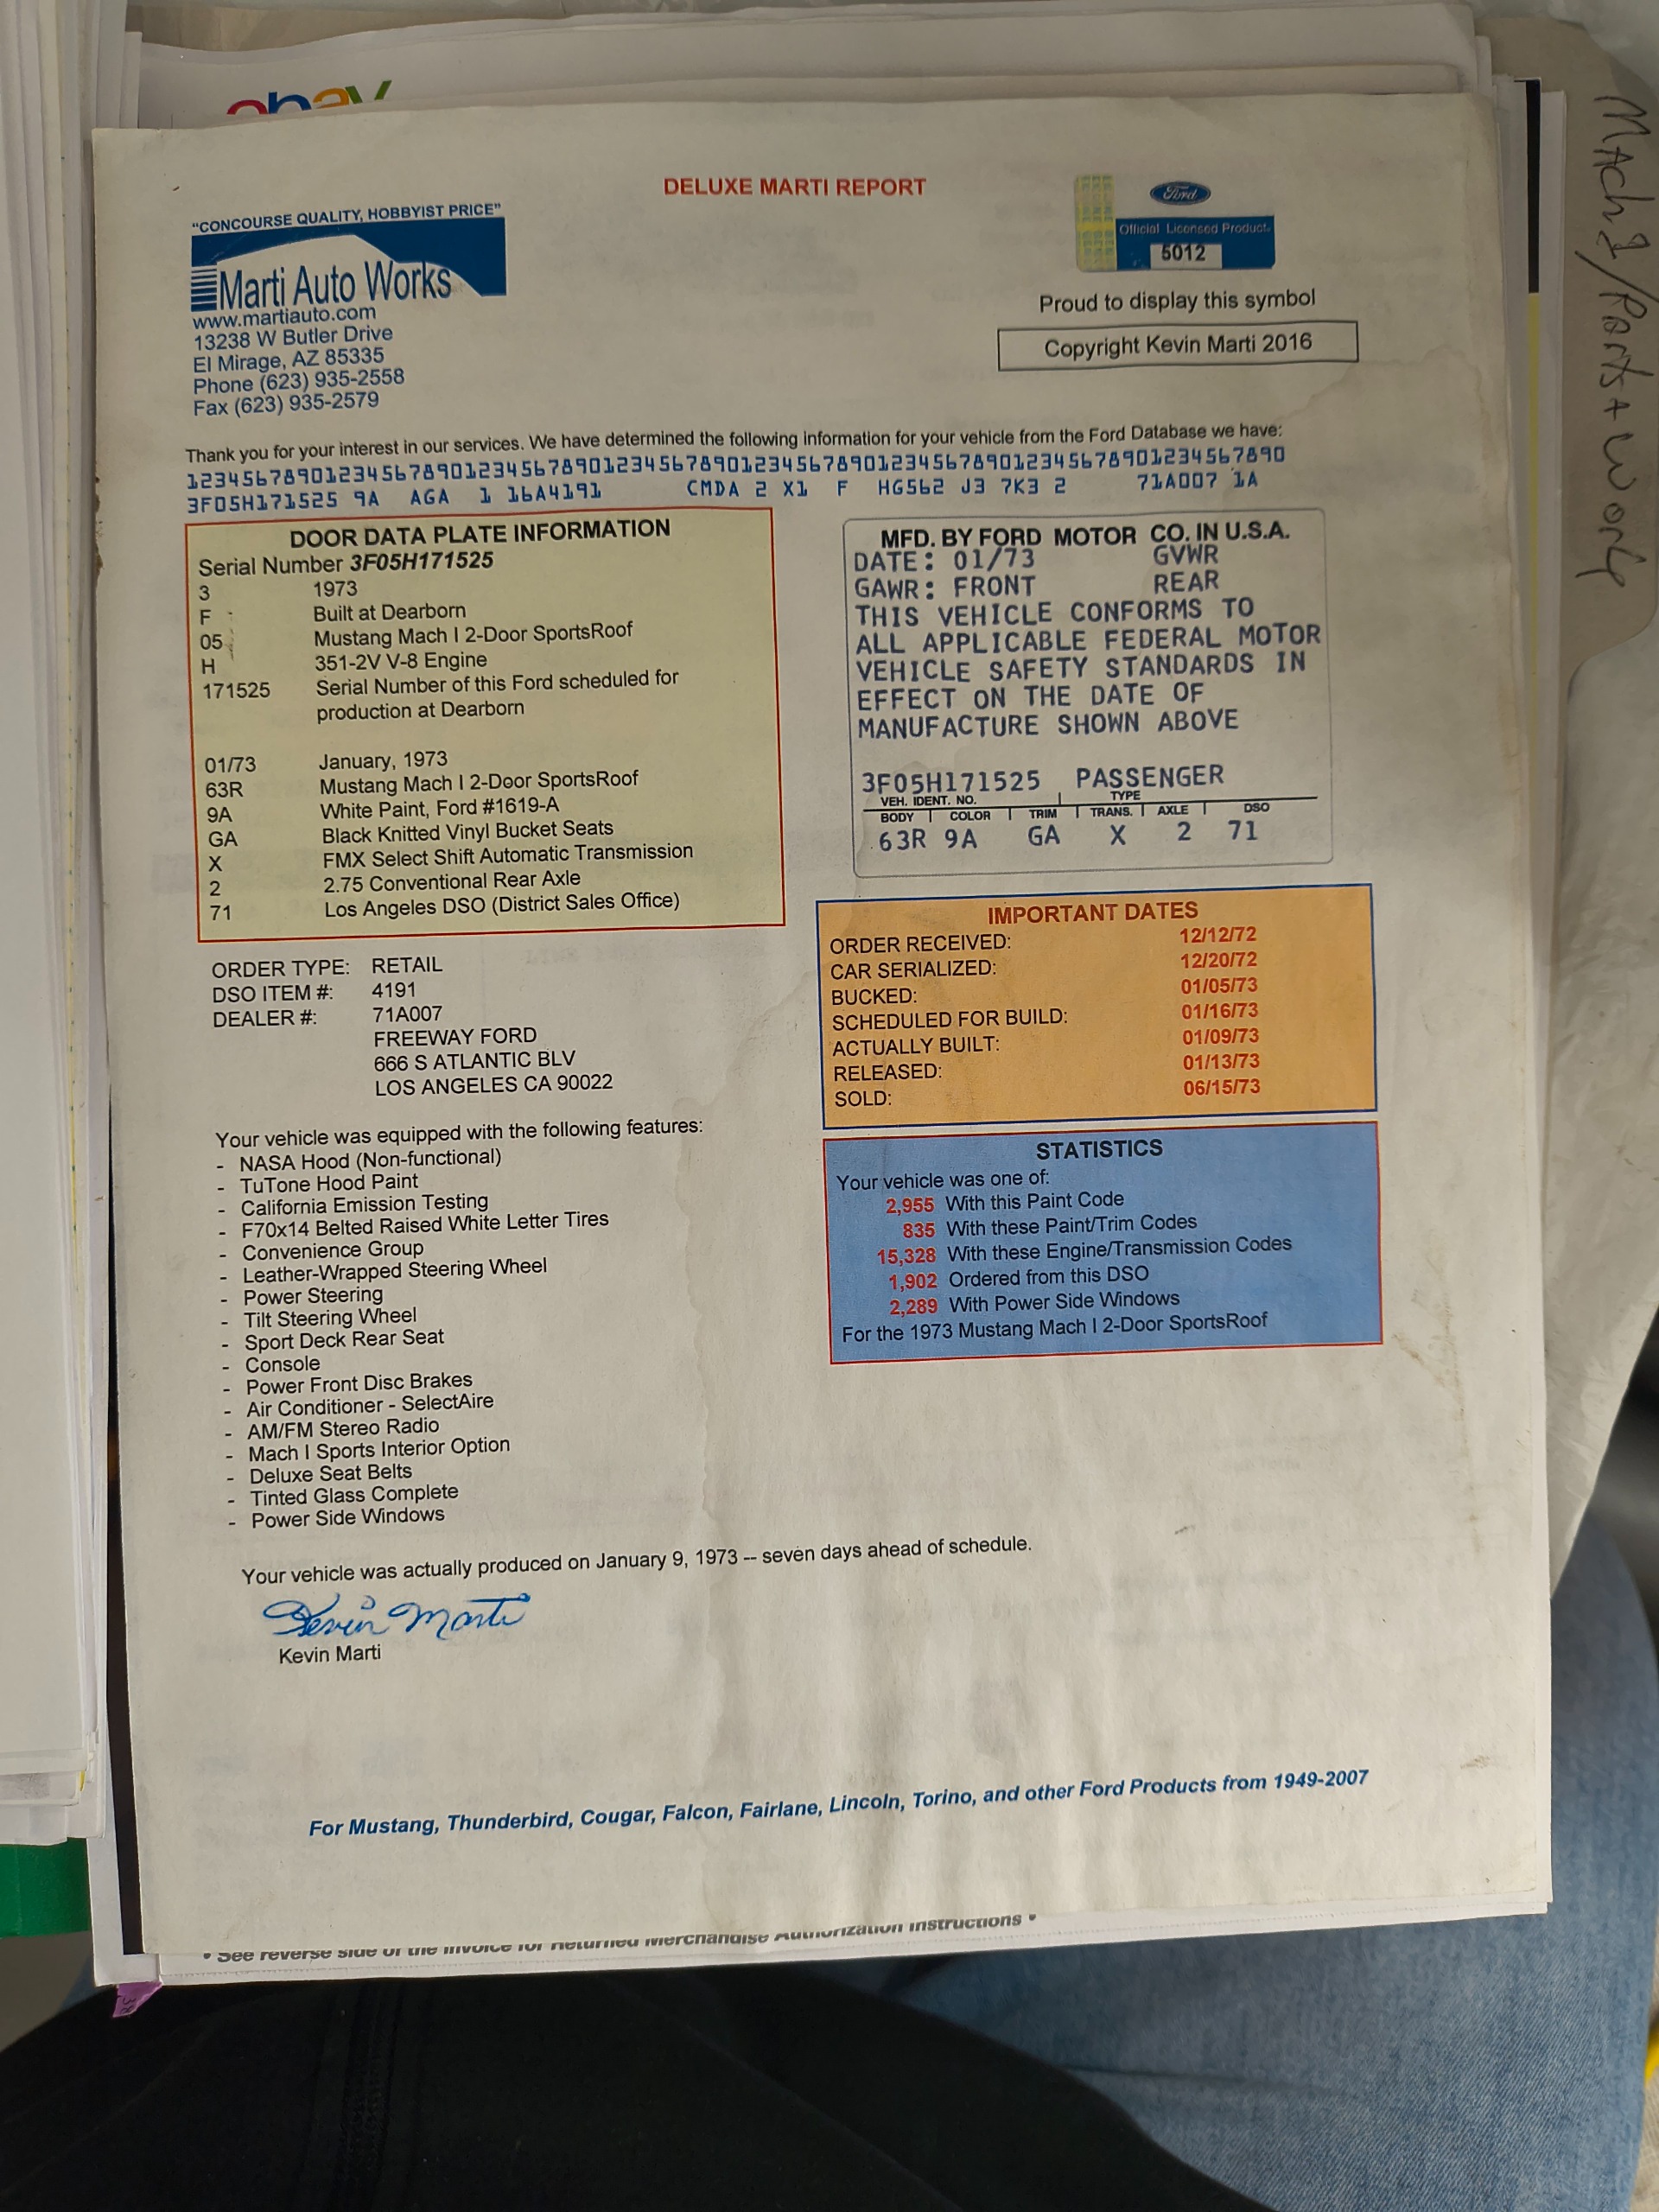 ebay
Mach 1/Parts + Work
DELUXE MARTI REPORT
"CONCOURSE QUALITY, HOBBYIST PRICE"
Marti Auto Works
www.martiauto.com
13238 W Butler Drive
El Mirage, AZ 85335
Phone (623) 935-2558
Fax (623) 935-2579
Ford
Official Licensed Product
5012
Proud to display this symbol
Copyright Kevin Marti 2016
Thank you for your interest in our services. We have determined the following information for your vehicle from the Ford Database we have:
12345678901234567890123456789012345678901234567890123456789012345678901234567890
3F05H171525 9A AGA 1 16A4191 CMDA 2 X1 F HG562 J3 7K3 2 71A007 1A
DOOR DATA PLATE INFORMATION
Serial Number 3F05H171525
3 1973
F Built at Dearborn
05 Mustang Mach I 2-Door SportsRoof
H 351-2V V-8 Engine
171525 Serial Number of this Ford scheduled for
production at Dearborn
01/73 January, 1973
63R Mustang Mach I 2-Door SportsRoof
9A White Paint, Ford #1619-A
GA Black Knitted Vinyl Bucket Seats
X FMX Select Shift Automatic Transmission
2 2.75 Conventional Rear Axle
71 Los Angeles DSO (District Sales Office)
MFD. BY FORD MOTOR CO. IN U.S.A.
DATE: 01/73 GVWR
GAWR: FRONT REAR
THIS VEHICLE CONFORMS TO
ALL APPLICABLE FEDERAL MOTOR
VEHICLE SAFETY STANDARDS IN
EFFECT ON THE DATE OF
MANUFACTURE SHOWN ABOVE
3F05H171525 PASSENGER
VEH. IDENT. NO. TYPE
BODY COLOR TRIM TRANS. AXLE DSO
63R 9A GA X 2 71
ORDER TYPE: RETAIL
DSO ITEM #: 4191
DEALER #: 71A007
FREEWAY FORD
666 S ATLANTIC BLV
LOS ANGELES CA 90022
IMPORTANT DATES
ORDER RECEIVED: 12/12/72
CAR SERIALIZED: 12/20/72
BUCKED: 01/05/73
SCHEDULED FOR BUILD: 01/16/73
ACTUALLY BUILT: 01/09/73
RELEASED: 01/13/73
SOLD: 06/15/73
Your vehicle was equipped with the following features:
- NASA Hood (Non-functional)
- TuTone Hood Paint
- California Emission Testing
- F70x14 Belted Raised White Letter Tires
- Convenience Group
- Leather-Wrapped Steering Wheel
- Power Steering
- Tilt Steering Wheel
- Sport Deck Rear Seat
- Console
- Power Front Disc Brakes
- Air Conditioner - SelectAire
- AM/FM Stereo Radio
- Mach I Sports Interior Option
- Deluxe Seat Belts
- Tinted Glass Complete
- Power Side Windows
STATISTICS
Your vehicle was one of:
2,955 With this Paint Code
835 With these Paint/Trim Codes
15,328 With these Engine/Transmission Codes
1,902 Ordered from this DSO
2,289 With Power Side Windows
For the 1973 Mustang Mach I 2-Door SportsRoof
Your vehicle was actually produced on January 9, 1973 -- seven days ahead of schedule.
Kevin Marti
Kevin Marti
For Mustang, Thunderbird, Cougar, Falcon, Fairlane, Lincoln, Torino, and other Ford Products from 1949-2007
• See reverse side of the invoice for Returned Merchandise Authorization Instructions •